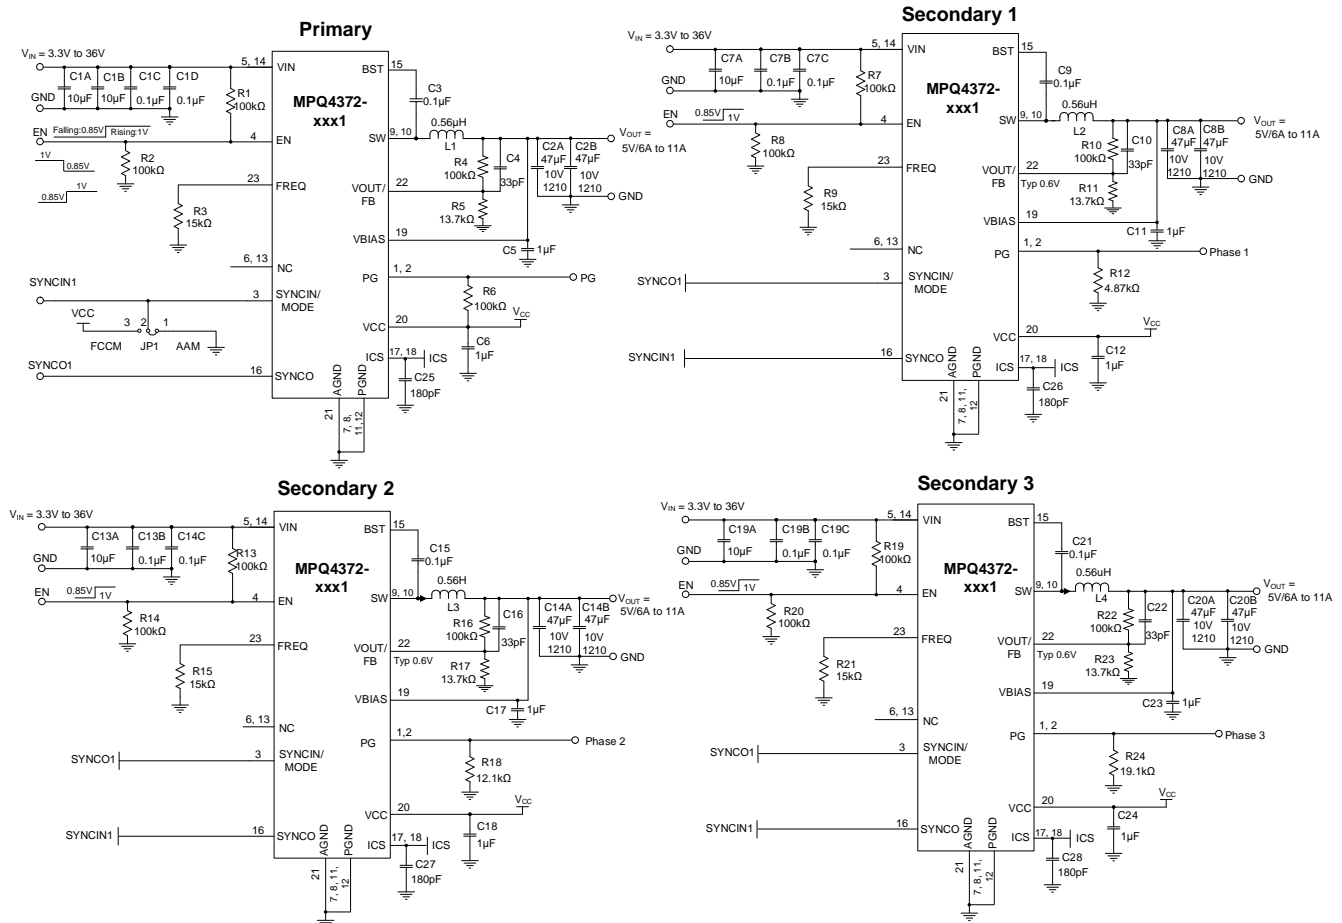 Primary
V_IN = 3.3V to 36V
C1A
10µF
C1B
10µF
C1C
0.1µF
C1D
0.1µF
R1
100kΩ
GND
EN
Falling:0.85V
Rising:1V
1V
0.85V
1V
0.85V
R2
100kΩ
R3
15kΩ
5, 14
VIN
4
EN
23
FREQ
6, 13
NC
SYNCIN1
3
SYNCIN/
MODE
VCC
3
2
1
FCCM
JP1
AAM
SYNCO1
16
SYNCO
MPQ4372-
xxx1
BST
15
C3
0.1µF
SW
9, 10
0.56uH
L1
R4
100kΩ
C4
33pF
C2A
47µF
10V
1210
C2B
47µF
10V
1210
V_OUT =
5V/6A to 11A
GND
VOUT/
FB
22
R5
13.7kΩ
VBIAS
19
C5
1µF
PG
1, 2
PG
R6
100kΩ
VCC
20
V_CC
C6
1µF
ICS
17, 18
ICS
C25
180pF
AGND
PGND
21
7, 8,
11,12
Secondary 1
V_IN = 3.3V to 36V
C7A
10µF
C7B
0.1µF
C7C
0.1µF
R7
100kΩ
GND
EN
0.85V
1V
R8
100kΩ
R9
15kΩ
5, 14
VIN
4
EN
23
FREQ
6, 13
NC
SYNCO1
3
SYNCIN/
MODE
SYNCIN1
16
SYNCO
MPQ4372-
xxx1
BST
15
C9
0.1µF
SW
9, 10
0.56uH
L2
R10
100kΩ
C10
33pF
C8A
47µF
10V
1210
C8B
47µF
10V
1210
V_OUT =
5V/6A to 11A
GND
VOUT/
FB
22
Typ 0.6V
R11
13.7kΩ
VBIAS
19
C11
1µF
PG
1, 2
Phase 1
R12
4.87kΩ
VCC
20
V_CC
C12
1µF
ICS
17, 18
ICS
C26
180pF
AGND
PGND
21
7, 8, 11,
12
Secondary 2
V_IN = 3.3V to 36V
C13A
10µF
C13B
0.1µF
C14C
0.1µF
R13
100kΩ
GND
EN
0.85V
1V
R14
100kΩ
R15
15kΩ
5, 14
VIN
4
EN
23
FREQ
6, 13
NC
SYNCO1
3
SYNCIN/
MODE
SYNCIN1
16
SYNCO
MPQ4372-
xxx1
BST
15
C15
0.1µF
SW
9, 10
0.56H
L3
R16
100kΩ
C16
33pF
C14A
47µF
10V
1210
C14B
47µF
10V
1210
V_OUT =
5V/6A to 11A
GND
VOUT/
FB
22
Typ 0.6V
R17
13.7kΩ
VBIAS
19
C17
1µF
PG
1,2
Phase 2
R18
12.1kΩ
VCC
20
V_CC
C18
1µF
ICS
17, 18
ICS
C27
180pF
AGND
PGND
21
7, 8, 11,
12
Secondary 3
V_IN = 3.3V to 36V
C19A
10µF
C19B
0.1µF
C19C
0.1µF
R19
100kΩ
GND
EN
0.85V
1V
R20
100kΩ
R21
15kΩ
5, 14
VIN
4
EN
23
FREQ
6, 13
NC
SYNCO1
3
SYNCIN/
MODE
SYNCIN1
16
SYNCO
MPQ4372-
xxx1
BST
15
C21
0.1µF
SW
9, 10
0.56uH
L4
R22
100kΩ
C22
33pF
C20A
47µF
10V
1210
C20B
47µF
10V
1210
V_OUT =
5V/6A to 11A
GND
VOUT/
FB
22
Typ 0.6V
R23
13.7kΩ
VBIAS
19
C23
1µF
PG
1, 2
Phase 3
R24
19.1kΩ
VCC
20
V_CC
C24
1µF
ICS
17, 18
ICS
C28
180pF
AGND
PGND
21
7, 8, 11,
12